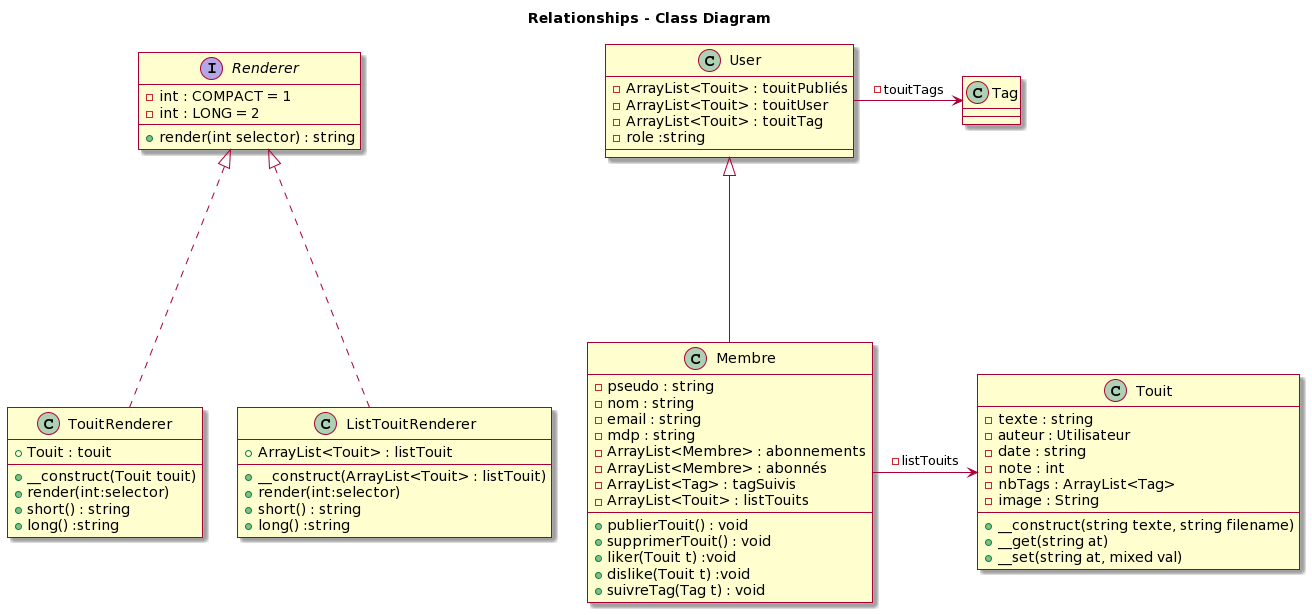 Relationships - Class Diagram
I Renderer
int : COMPACT = 1
int : LONG = 2
render(int selector) : string
C User
ArrayList<Touit> : touitPubliés
ArrayList<Touit> : touitUser
ArrayList<Touit> : touitTag
role :string
touitTags
C Tag
C TouitRenderer
Touit : touit
__construct(Touit touit)
render(int:selector)
short() : string
long() :string
C ListTouitRenderer
ArrayList<Touit> : listTouit
__construct(ArrayList<Touit> : listTouit)
render(int:selector)
short() : string
long() :string
C Membre
pseudo : string
nom : string
email : string
mdp : string
ArrayList<Membre> : abonnements
ArrayList<Membre> : abonnés
ArrayList<Tag> : tagSuivis
ArrayList<Touit> : listTouits
publierTouit() : void
supprimerTouit() : void
liker(Touit t) :void
dislike(Touit t) :void
suivreTag(Tag t) : void
listTouits
C Touit
texte : string
auteur : Utilisateur
date : string
note : int
nbTags : ArrayList<Tag>
image : String
__construct(string texte, string filename)
__get(string at)
__set(string at, mixed val)